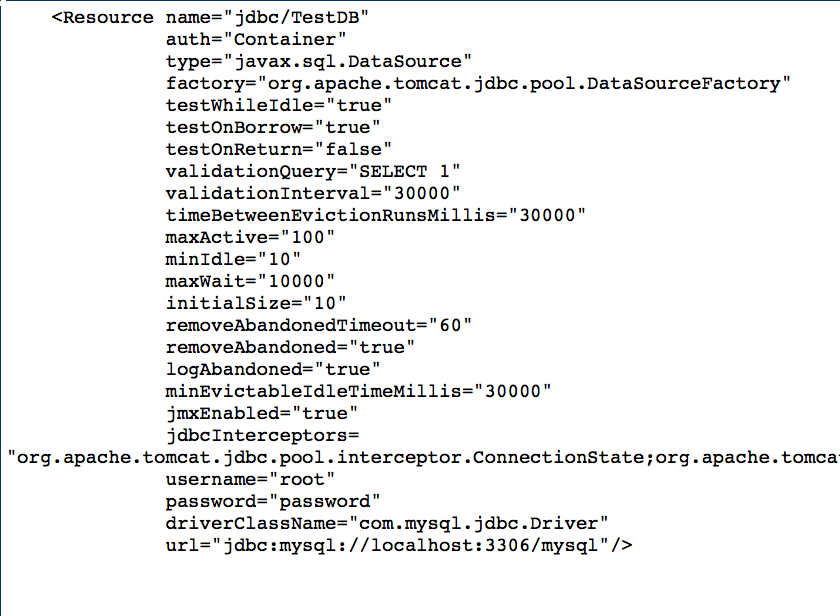 <Resource name="jdbc/TestDB"
auth="Container"
type="javax.sql.DataSource"
factory="org.apache.tomcat.jdbc.pool.DataSourceFactory"
testWhileIdle="true"
testOnBorrow="true"
testOnReturn="false"
validationQuery="SELECT 1"
validationInterval="30000"
timeBetweenEvictionRunsMillis="30000"
maxActive="100"
minIdle="10"
maxWait="10000"
initialSize="10"
removeAbandonedTimeout="60"
removeAbandoned="true"
logAbandoned="true"
minEvictableIdleTimeMillis="30000"
jmxEnabled="true"
jdbcInterceptors=
"org.apache.tomcat.jdbc.pool.interceptor.ConnectionState;org.apache.tomca
username="root"
password="password"
driverClassName="com.mysql.jdbc.Driver"
url="jdbc:mysql://localhost:3306/mysql"/>